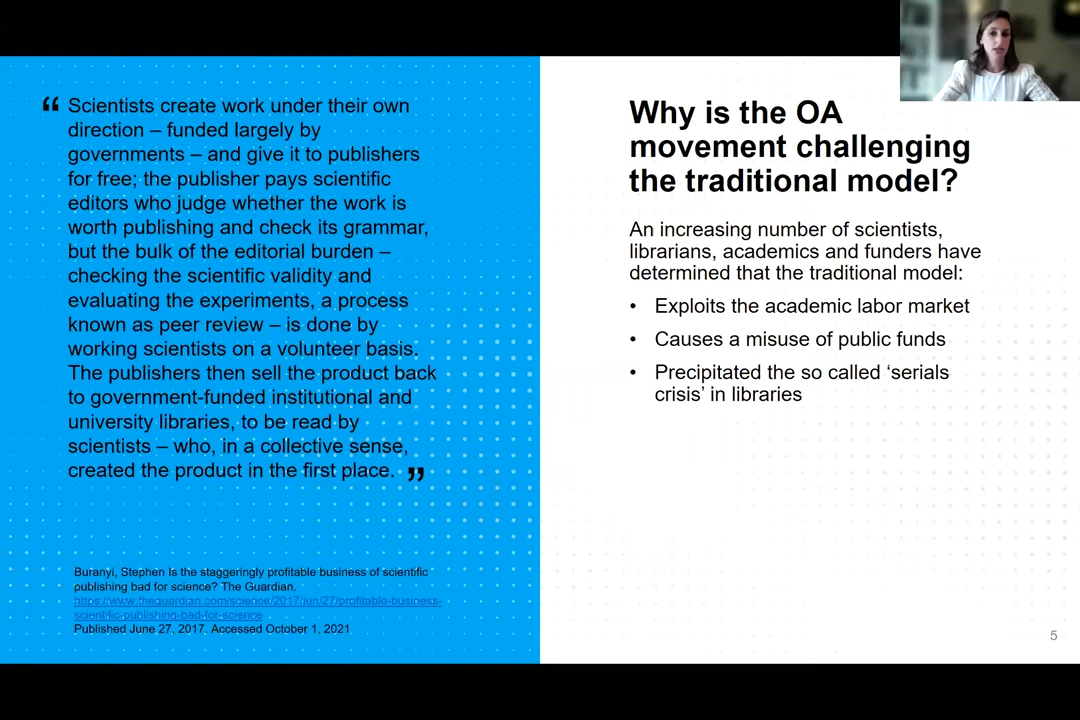 “ Scientists create work under their own
direction – funded largely by
governments – and give it to publishers
for free; the publisher pays scientific
editors who judge whether the work is
worth publishing and check its grammar,
but the bulk of the editorial burden –
checking the scientific validity and
evaluating the experiments, a process
known as peer review – is done by
working scientists on a volunteer basis.
The publishers then sell the product back
to government-funded institutional and
university libraries, to be read by
scientists – who, in a collective sense,
created the product in the first place. ”
Buranyi, Stephen Is the staggeringly profitable business of scientific
publishing bad for science? The Guardian.
https://www.theguardian.com/science/2017/jun/27/profitable-business-
scientific-publishing-bad-for-science
Published June 27, 2017. Accessed October 1, 2021
Why is the OA
movement challenging
the traditional model?
An increasing number of scientists,
librarians, academics and funders have
determined that the traditional model:
• Exploits the academic labor market
• Causes a misuse of public funds
• Precipitated the so called ‘serials
crisis’ in libraries
5